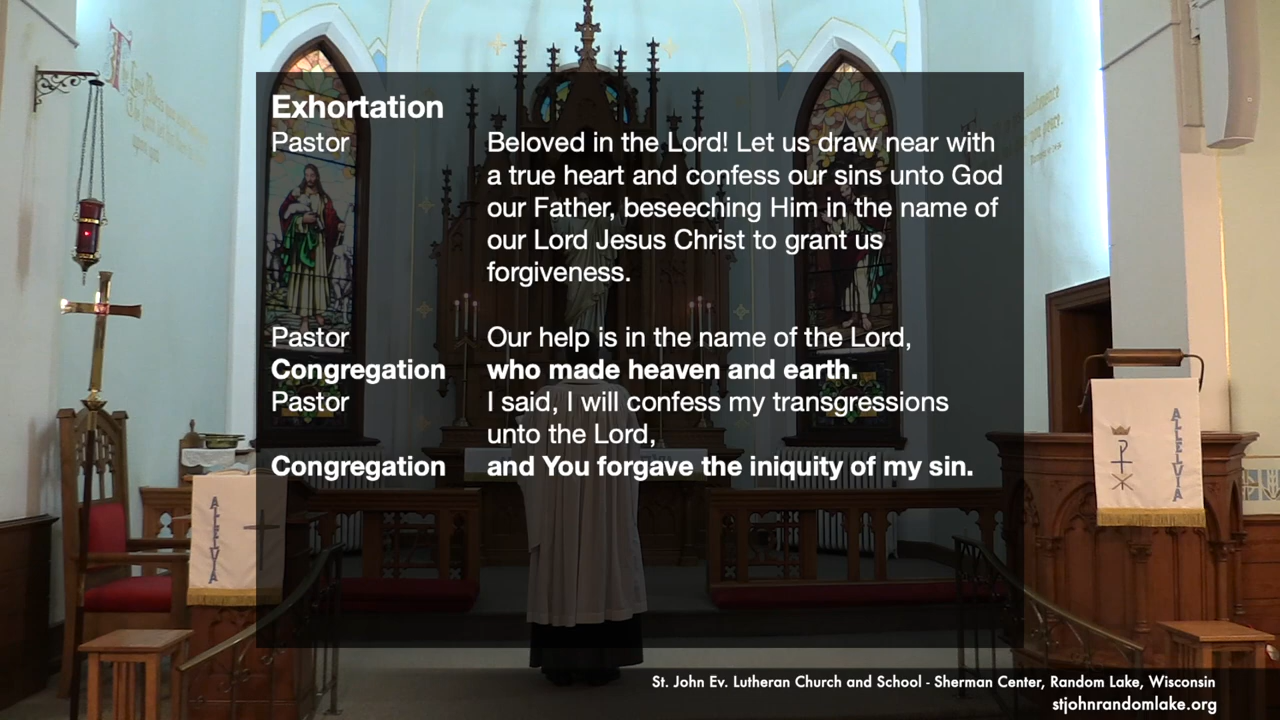 Exhortation
Pastor Beloved in the Lord! Let us draw near with
a true heart and confess our sins unto God
our Father, beseeching Him in the name of
our Lord Jesus Christ to grant us
forgiveness.
Pastor Our help is in the name of the Lord,
Congregation who made heaven and earth.
Pastor I said, I will confess my transgressions
unto the Lord,
Congregation and You forgave the iniquity of my sin.
ALLELVIA
ALLELVIA
St. John Ev. Lutheran Church and School - Sherman Center, Random Lake, Wisconsin
stjohnrandomlake.org